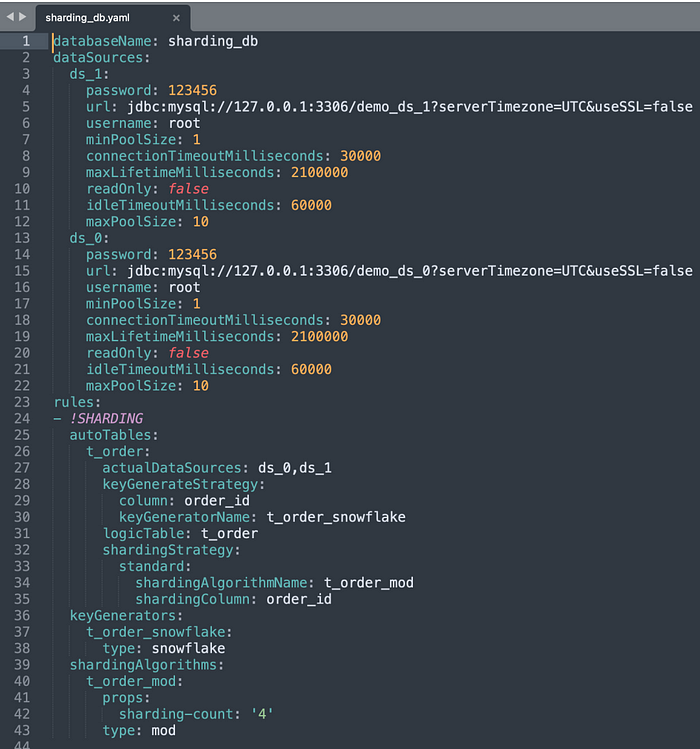 sharding_db.yaml
1 databaseName: sharding_db
2 dataSources:
3   ds_1:
4     password: 123456
5     url: jdbc:mysql://127.0.0.1:3306/demo_ds_1?serverTimezone=UTC&useSSL=false
6     username: root
7     minPoolSize: 1
8     connectionTimeoutMilliseconds: 30000
9     maxLifetimeMilliseconds: 2100000
10     readOnly: false
11     idleTimeoutMilliseconds: 60000
12     maxPoolSize: 10
13   ds_0:
14     password: 123456
15     url: jdbc:mysql://127.0.0.1:3306/demo_ds_0?serverTimezone=UTC&useSSL=false
16     username: root
17     minPoolSize: 1
18     connectionTimeoutMilliseconds: 30000
19     maxLifetimeMilliseconds: 2100000
20     readOnly: false
21     idleTimeoutMilliseconds: 60000
22     maxPoolSize: 10
23 rules:
24 - !SHARDING
25   autoTables:
26     t_order:
27       actualDataSources: ds_0,ds_1
28       keyGenerateStrategy:
29         column: order_id
30         keyGeneratorName: t_order_snowflake
31       logicTable: t_order
32       shardingStrategy:
33         standard:
34           shardingAlgorithmName: t_order_mod
35           shardingColumn: order_id
36   keyGenerators:
37     t_order_snowflake:
38       type: snowflake
39   shardingAlgorithms:
40     t_order_mod:
41       props:
42         sharding-count: '4'
43       type: mod
44